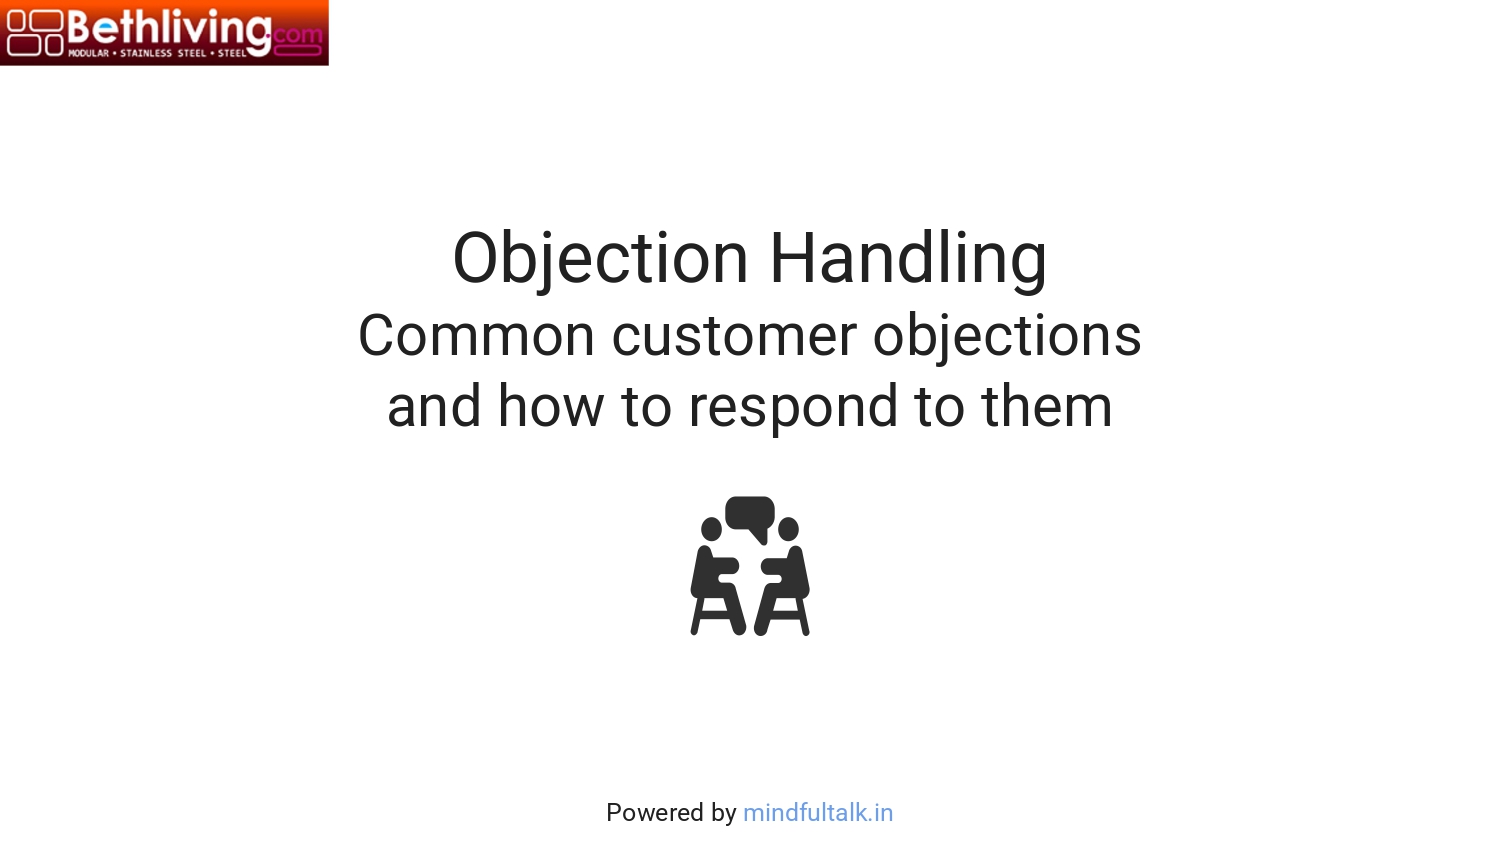 Bethliving.com
MODULAR • STAINLESS STEEL • STEEL
Objection Handling
Common customer objections
and how to respond to them
Powered by mindfultalk.in